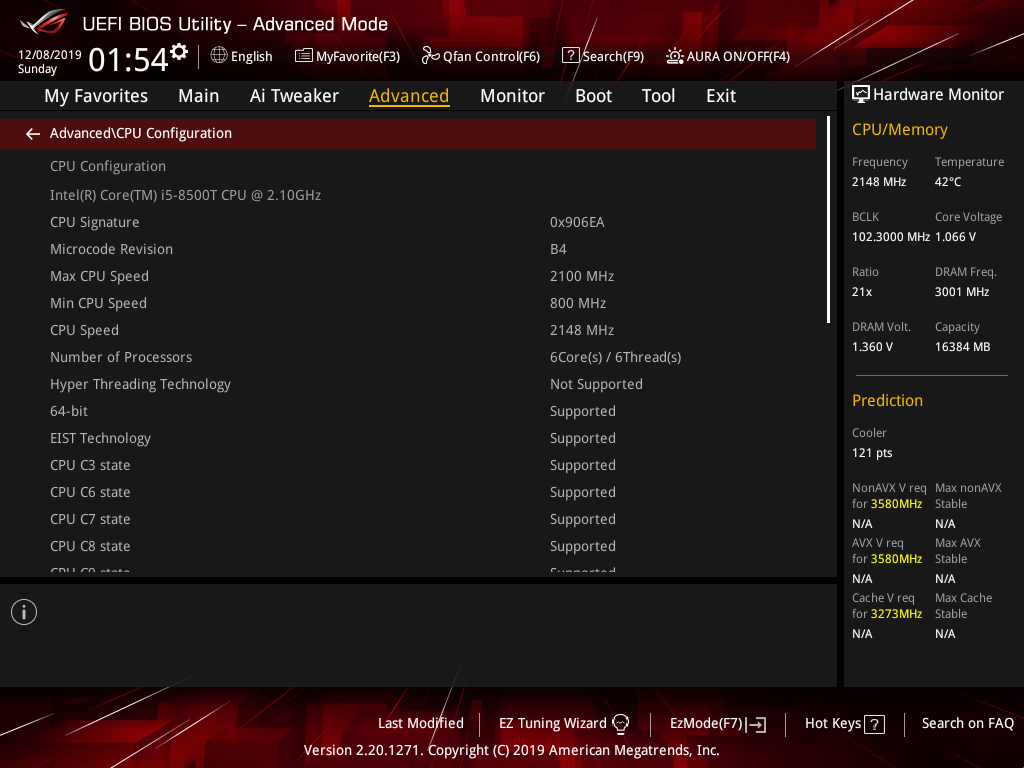 UEFI BIOS Utility – Advanced Mode
12/08/2019
Sunday
01:54
English
MyFavorite(F3)
Qfan Control(F6)
? Search(F9)
AURA ON/OFF(F4)
My Favorites Main Ai Tweaker Advanced Monitor Boot Tool Exit
← Advanced\CPU Configuration
CPU Configuration
Intel(R) Core(TM) i5-8500T CPU @ 2.10GHz
CPU Signature 0x906EA
Microcode Revision B4
Max CPU Speed 2100 MHz
Min CPU Speed 800 MHz
CPU Speed 2148 MHz
Number of Processors 6Core(s) / 6Thread(s)
Hyper Threading Technology Not Supported
64-bit Supported
EIST Technology Supported
CPU C3 state Supported
CPU C6 state Supported
CPU C7 state Supported
CPU C8 state Supported
CPU C9 state Supported
Hardware Monitor
CPU/Memory
Frequency Temperature
2148 MHz 42°C
BCLK Core Voltage
102.3000 MHz 1.066 V
Ratio DRAM Freq.
21x 3001 MHz
DRAM Volt. Capacity
1.360 V 16384 MB
Prediction
Cooler
121 pts
NonAVX V req Max nonAVX
for 3580MHz Stable
N/A N/A
AVX V req Max AVX
for 3580MHz Stable
N/A N/A
Cache V req Max Cache
for 3273MHz Stable
N/A N/A
Last Modified
EZ Tuning Wizard
EzMode(F7)
Hot Keys ?
Search on FAQ
Version 2.20.1271. Copyright (C) 2019 American Megatrends, Inc.